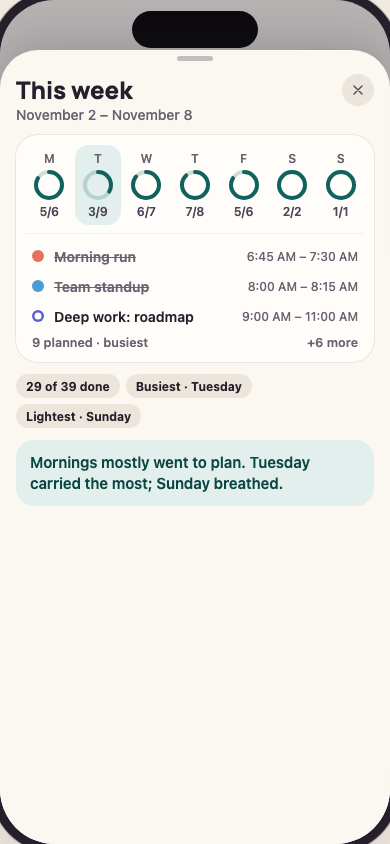 This week
November 2 – November 8
M T W T F S S
5/6 3/9 6/7 7/8 5/6 2/2 1/1
Morning run 6:45 AM – 7:30 AM
Team standup 8:00 AM – 8:15 AM
Deep work: roadmap 9:00 AM – 11:00 AM
9 planned · busiest +6 more
29 of 39 done Busiest · Tuesday
Lightest · Sunday
Mornings mostly went to plan. Tuesday
carried the most; Sunday breathed.